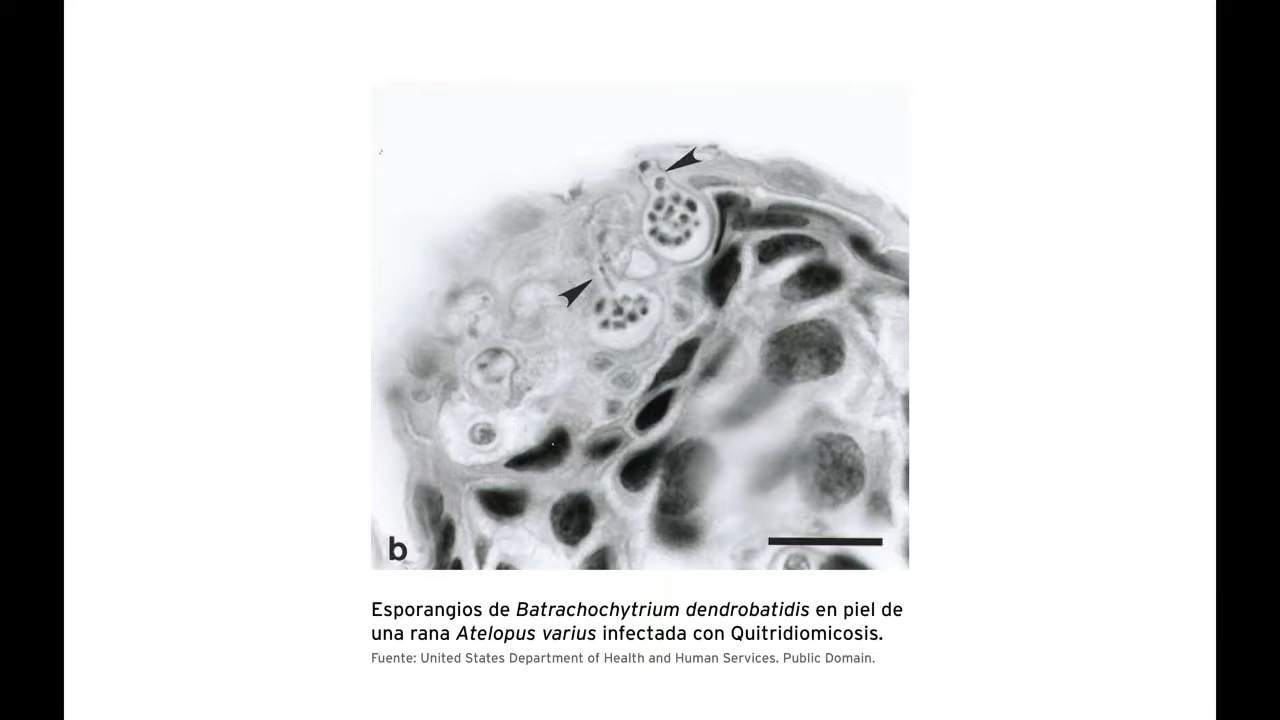 b
Esporangios de Batrachochytrium dendrobatidis en piel de
una rana Atelopus varius infectada con Quitridiomicosis.
Fuente: United States Department of Health and Human Services. Public Domain.